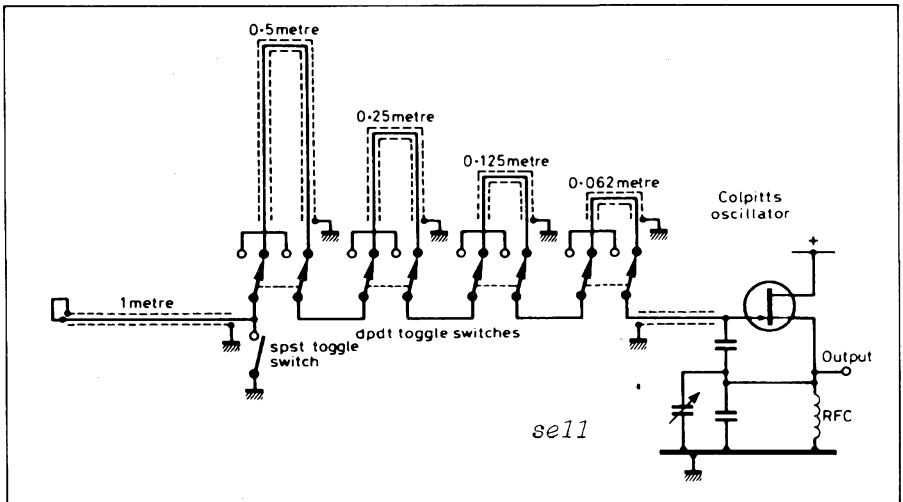 0·5metre
0·25metre
0·125metre
0·062metre
Colpitts
oscillator
+
1metre
spst toggle
switch
dpdt toggle switches
Output
RFC
sell